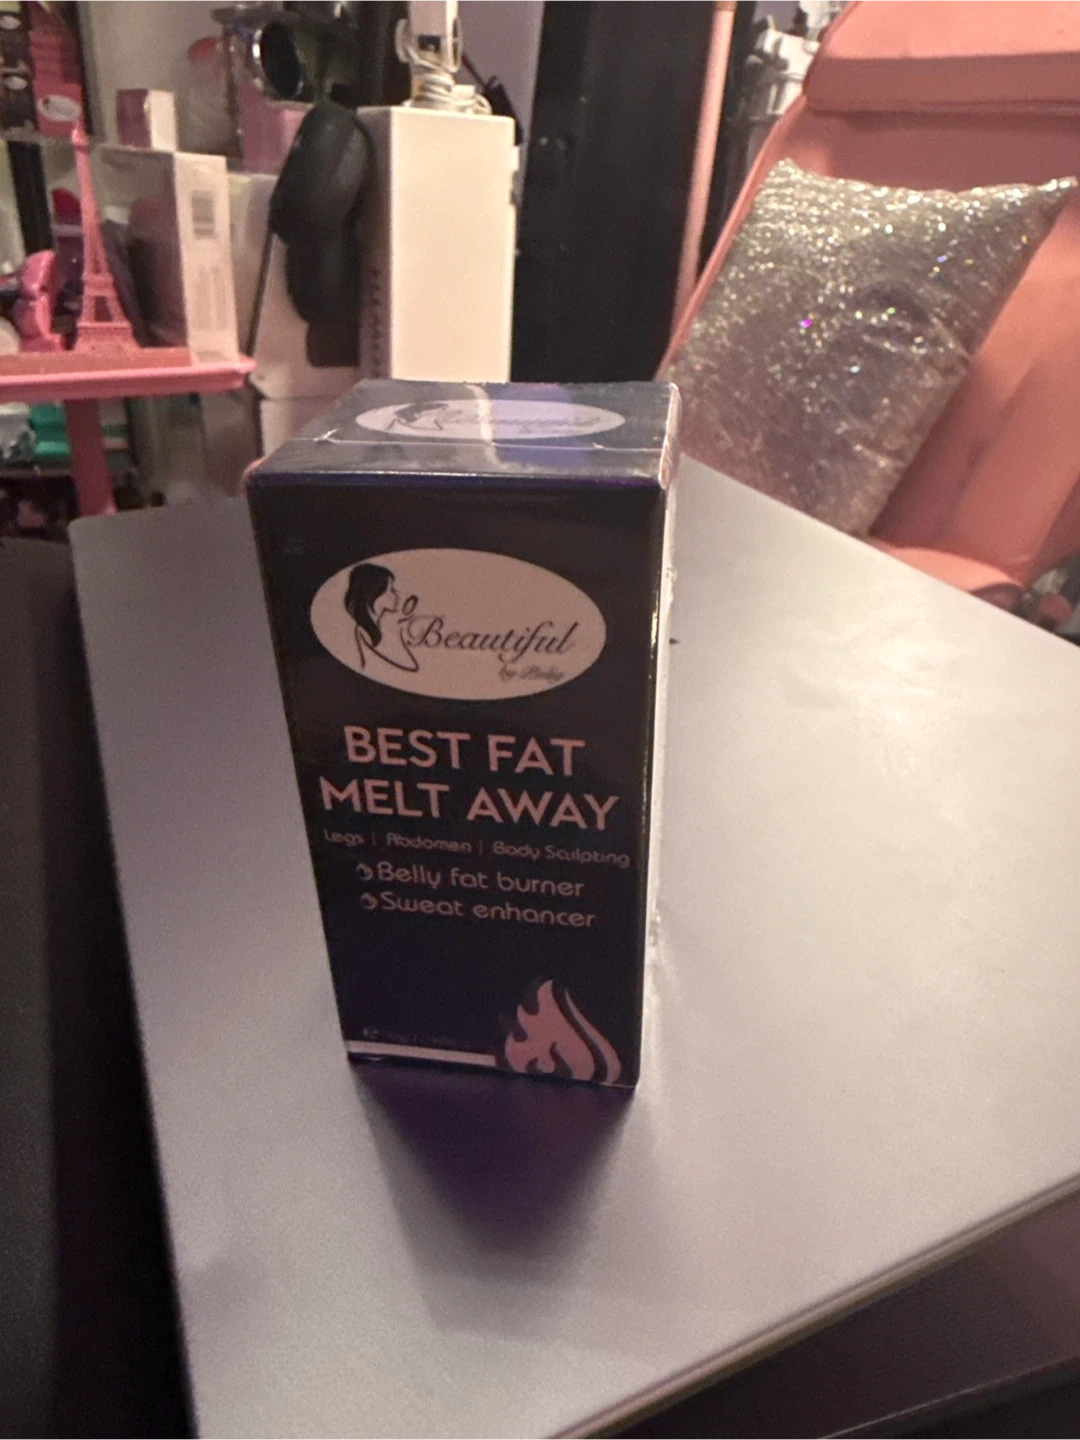 Beautiful
BEST FAT
MELT AWAY
Legs | Abdomen | Body Sculpting
Belly fat burner
Sweat enhancer